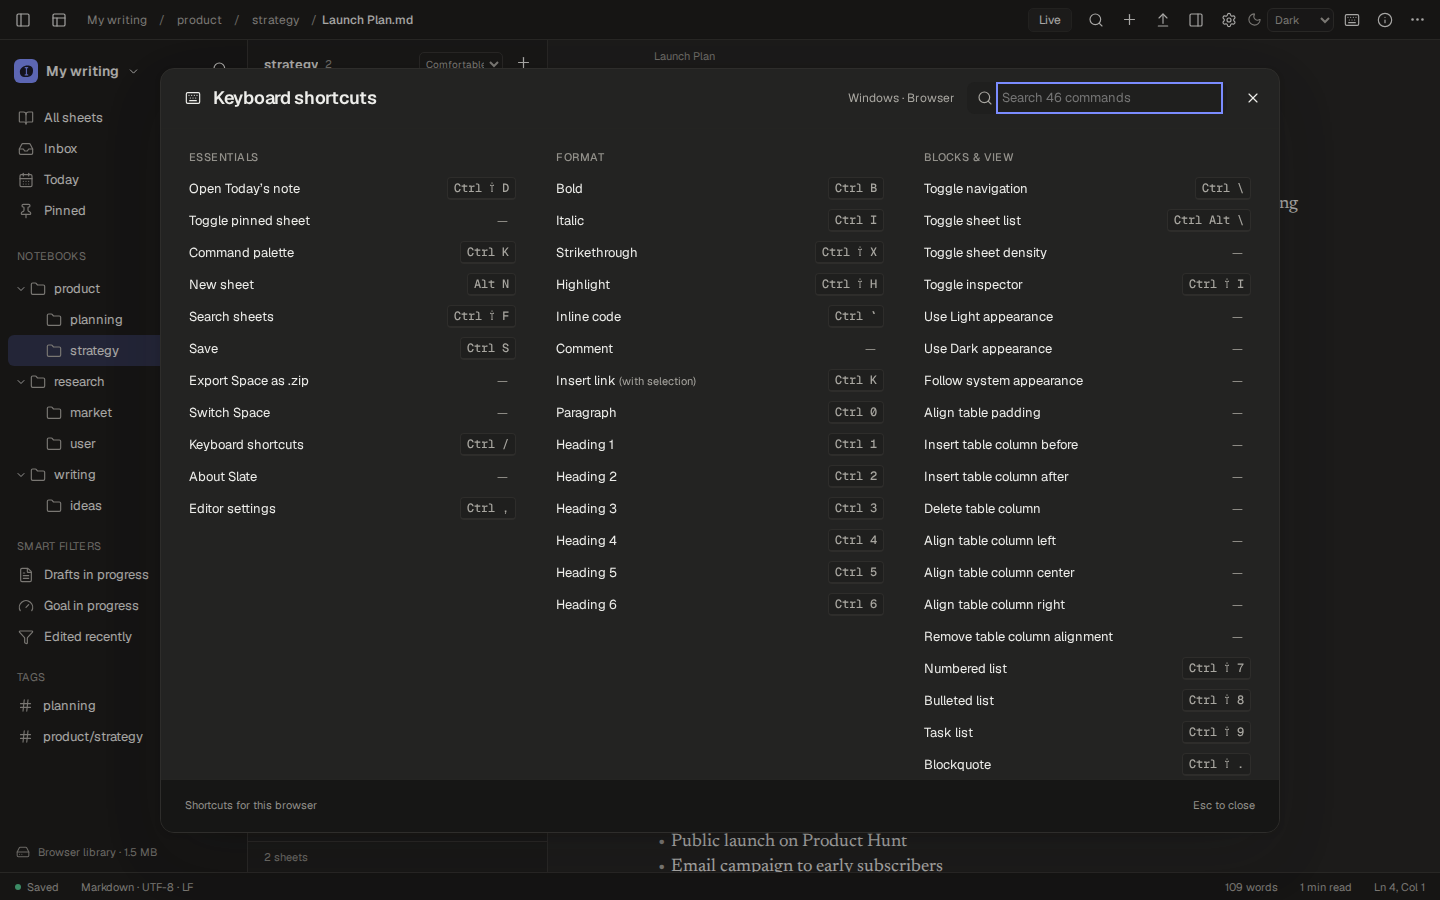 My writing / product / strategy / Launch Plan.md
Live
Dark
My writing
strategy 2
Comfortable
Launch Plan
All sheets
Inbox
Today
Pinned
NOTEBOOKS
product
planning
strategy
research
market
user
writing
ideas
SMART FILTERS
Drafts in progress
Goal in progress
Edited recently
TAGS
planning
product/strategy
Browser library · 1.5 MB
Keyboard shortcuts
Windows · Browser
Search 46 commands
ESSENTIALS
Open Today's note Ctrl ⇧ D
Toggle pinned sheet —
Command palette Ctrl K
New sheet Alt N
Search sheets Ctrl ⇧ F
Save Ctrl S
Export Space as .zip —
Switch Space —
Keyboard shortcuts Ctrl /
About Slate —
Editor settings Ctrl ,
FORMAT
Bold Ctrl B
Italic Ctrl I
Strikethrough Ctrl ⇧ X
Highlight Ctrl ⇧ H
Inline code Ctrl `
Comment —
Insert link (with selection) Ctrl K
Paragraph Ctrl 0
Heading 1 Ctrl 1
Heading 2 Ctrl 2
Heading 3 Ctrl 3
Heading 4 Ctrl 4
Heading 5 Ctrl 5
Heading 6 Ctrl 6
BLOCKS & VIEW
Toggle navigation Ctrl \
Toggle sheet list Ctrl Alt \
Toggle sheet density —
Toggle inspector Ctrl ⇧ I
Use Light appearance —
Use Dark appearance —
Follow system appearance —
Align table padding —
Insert table column before —
Insert table column after —
Delete table column —
Align table column left —
Align table column center —
Align table column right —
Remove table column alignment —
Numbered list Ctrl ⇧ 7
Bulleted list Ctrl ⇧ 8
Task list Ctrl ⇧ 9
Blockquote Ctrl ⇧ .
Shortcuts for this browser
Esc to close
ng
• Public launch on Product Hunt
• Email campaign to early subscribers
2 sheets
Saved
Markdown · UTF-8 · LF
109 words
1 min read
Ln 4, Col 1